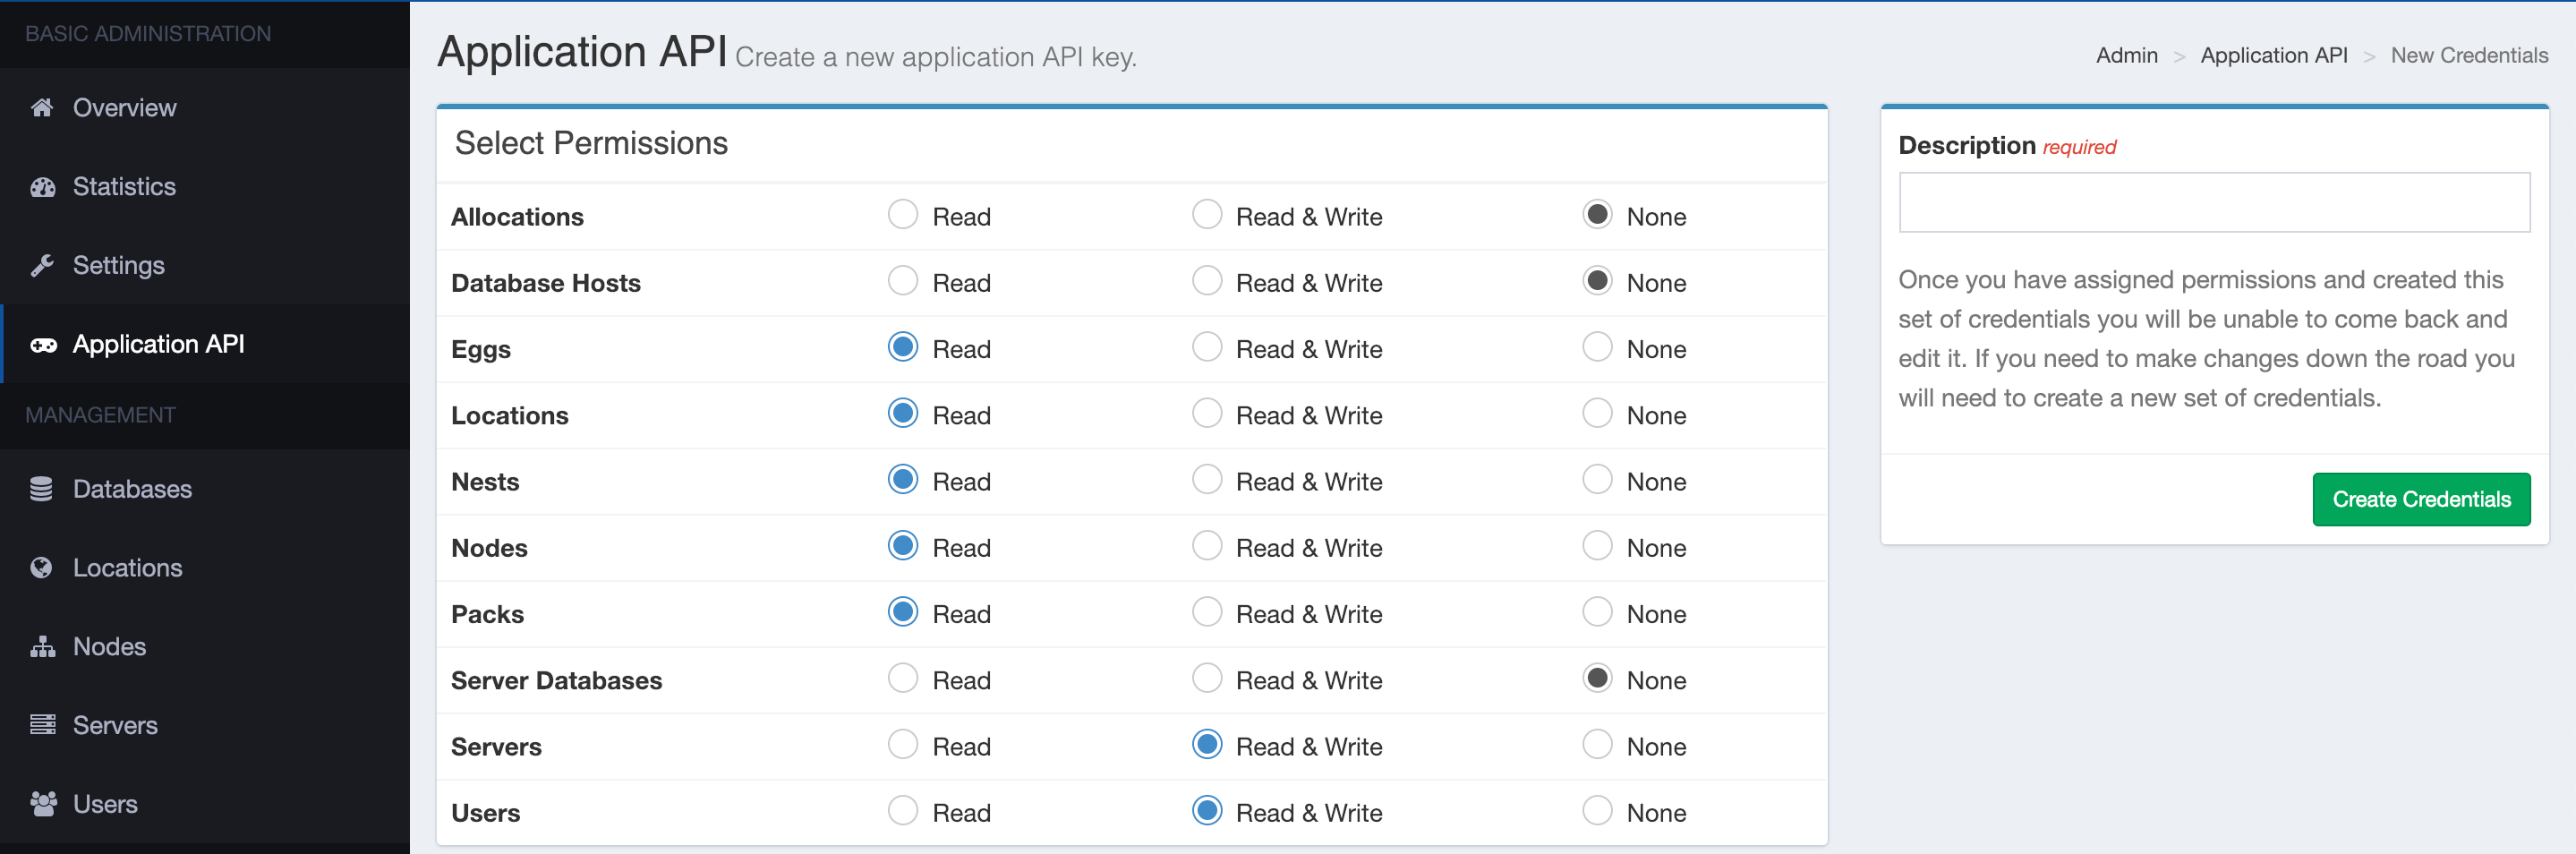 BASIC ADMINISTRATION
Overview
Statistics
Settings
Application API
MANAGEMENT
Databases
Locations
Nodes
Servers
Users
Application API Create a new application API key.
Admin > Application API > New Credentials
Select Permissions
Allocations Read Read & Write None
Database Hosts Read Read & Write None
Eggs Read Read & Write None
Locations Read Read & Write None
Nests Read Read & Write None
Nodes Read Read & Write None
Packs Read Read & Write None
Server Databases Read Read & Write None
Servers Read Read & Write None
Users Read Read & Write None
Description required
Once you have assigned permissions and created this
set of credentials you will be unable to come back and
edit it. If you need to make changes down the road you
will need to create a new set of credentials.
Create Credentials